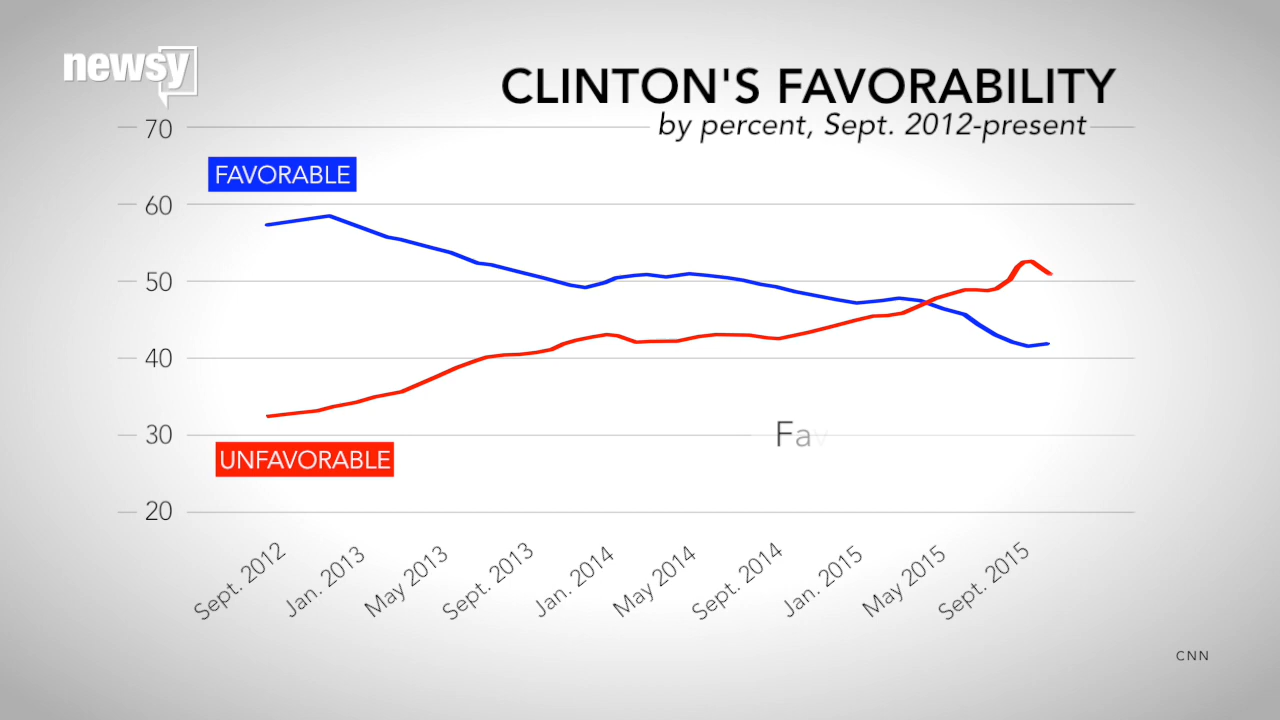 newsy
CLINTON'S FAVORABILITY
by percent, Sept. 2012-present
70
FAVORABLE
60
50
40
Fav
30
UNFAVORABLE
20
Sept. 2012
Jan. 2013
May 2013
Sept. 2013
Jan. 2014
May 2014
Sept. 2014
Jan. 2015
May 2015
Sept. 2015
CNN